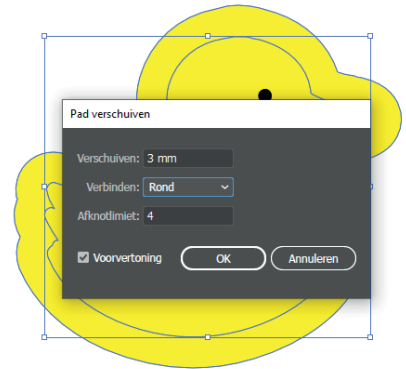 Pad verschuiven
Verschuiven: 3 mm
Verbinden: Rond
Afknotlimiet: 4
Voorvertoning OK Annuleren